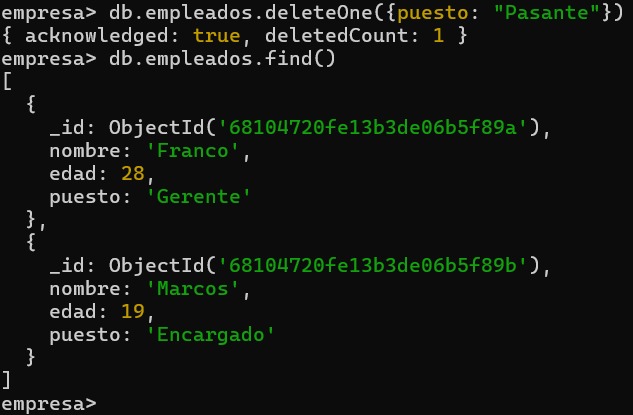 empresa> db.empleados.deleteOne({puesto: "Pasante"})
{ acknowledged: true, deletedCount: 1 }
empresa> db.empleados.find()
[
  {
    _id: ObjectId('68104720fe13b3de06b5f89a'),
    nombre: 'Franco',
    edad: 28,
    puesto: 'Gerente'
  },
  {
    _id: ObjectId('68104720fe13b3de06b5f89b'),
    nombre: 'Marcos',
    edad: 19,
    puesto: 'Encargado'
  }
]
empresa>